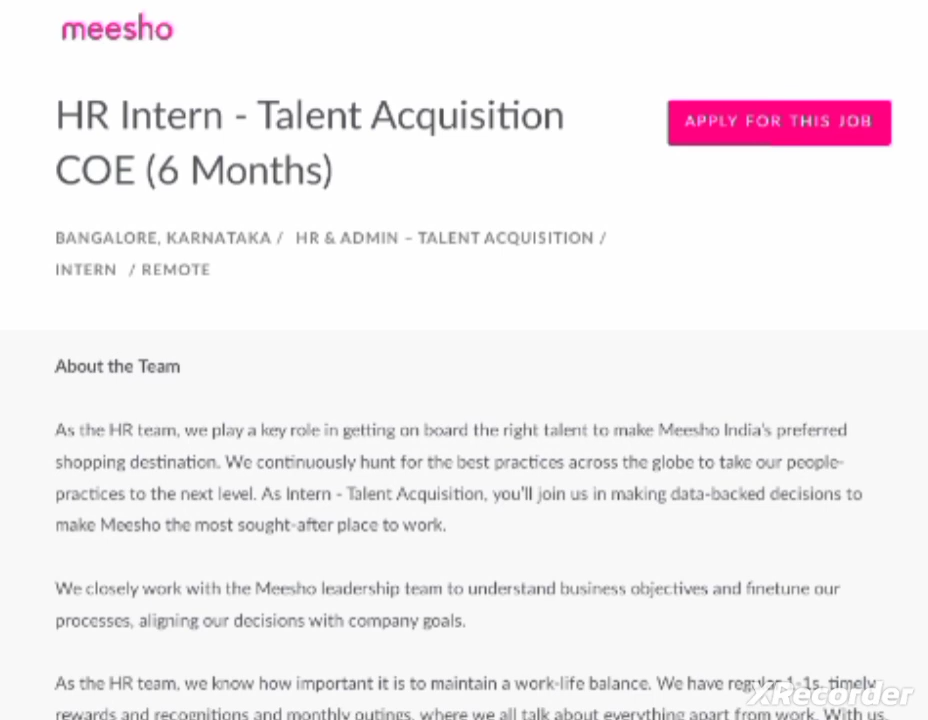 meesho
HR Intern - Talent Acquisition
COE (6 Months)
APPLY FOR THIS JOB
BANGALORE, KARNATAKA / HR & ADMIN – TALENT ACQUISITION /
INTERN / REMOTE
About the Team
As the HR team, we play a key role in getting on board the right talent to make Meesho India's preferred
shopping destination. We continuously hunt for the best practices across the globe to take our people-
practices to the next level. As Intern - Talent Acquisition, you'll join us in making data-backed decisions to
make Meesho the most sought-after place to work.
We closely work with the Meesho leadership team to understand business objectives and finetune our
processes, aligning our decisions with company goals.
As the HR team, we know how important it is to maintain a work-life balance. We have regular 1-1s, timely
rewards and recognitions and monthly outings, where we all talk about everything apart from work. With us,
XRecorder